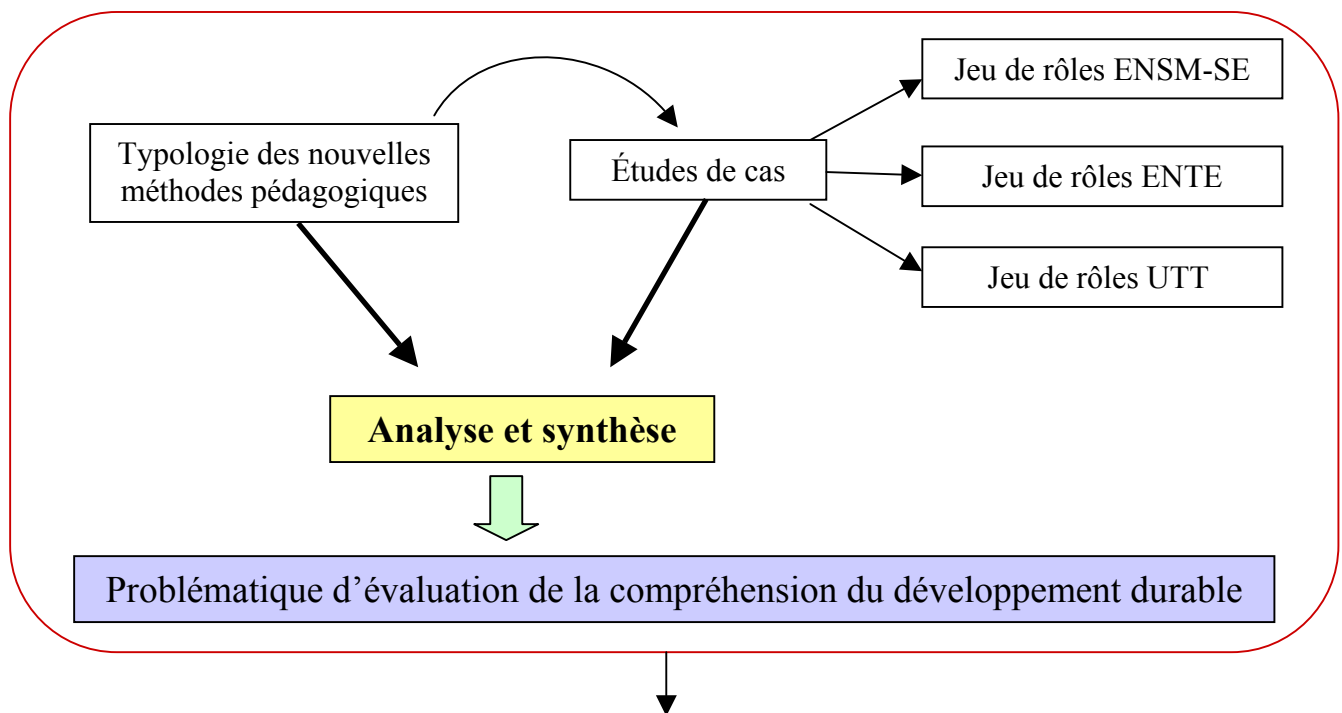 Jeu de rôles ENSM-SE
Typologie des nouvelles
méthodes pédagogiques
Études de cas
Jeu de rôles ENTE
Jeu de rôles UTT
Analyse et synthèse
Problématique d’évaluation de la compréhension du développement durable